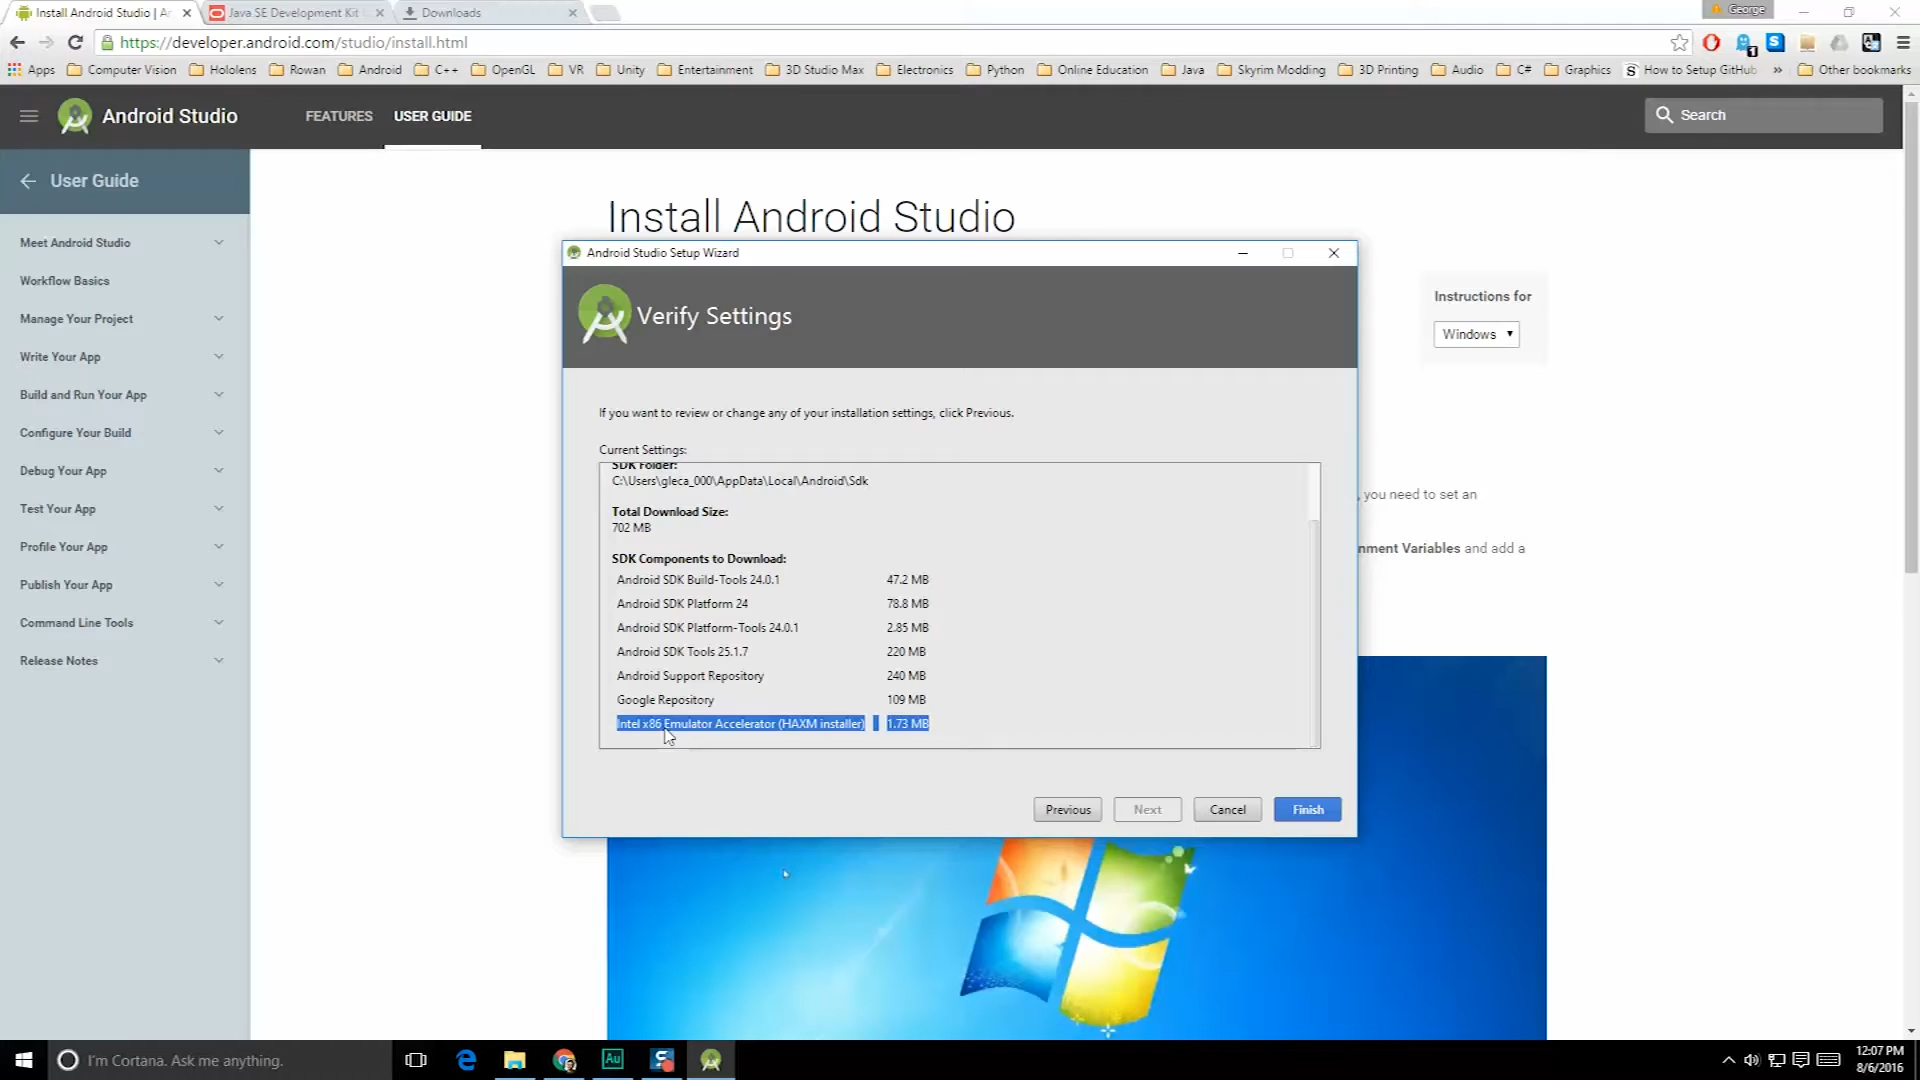 Install Android Studio | Ar
Java SE Development Kit
Downloads
George
https://developer.android.com/studio/install.html
Apps
Computer Vision
Hololens
Rowan
Android
C++
OpenGL
VR
Unity
Entertainment
3D Studio Max
Electronics
Python
Online Education
Java
Skyrim Modding
3D Printing
Audio
C#
Graphics
How to Setup GitHub
»
Other bookmarks
Android Studio
FEATURES
USER GUIDE
Search
User Guide
Meet Android Studio
Workflow Basics
Manage Your Project
Write Your App
Build and Run Your App
Configure Your Build
Debug Your App
Test Your App
Profile Your App
Publish Your App
Command Line Tools
Release Notes
Install Android Studio
Instructions for
Windows
, you need to set an
nment Variables and add a
Android Studio Setup Wizard
Verify Settings
If you want to review or change any of your installation settings, click Previous.
Current Settings:
SDK Folder:
C:\Users\gleca_000\AppData\Local\Android\Sdk
Total Download Size:
702 MB
SDK Components to Download:
Android SDK Build-Tools 24.0.1 47.2 MB
Android SDK Platform 24 78.8 MB
Android SDK Platform-Tools 24.0.1 2.85 MB
Android SDK Tools 25.1.7 220 MB
Android Support Repository 240 MB
Google Repository 109 MB
Intel x86 Emulator Accelerator (HAXM installer) 1.73 MB
Previous
Next
Cancel
Finish
I'm Cortana. Ask me anything.
Au
12:07 PM
8/6/2016